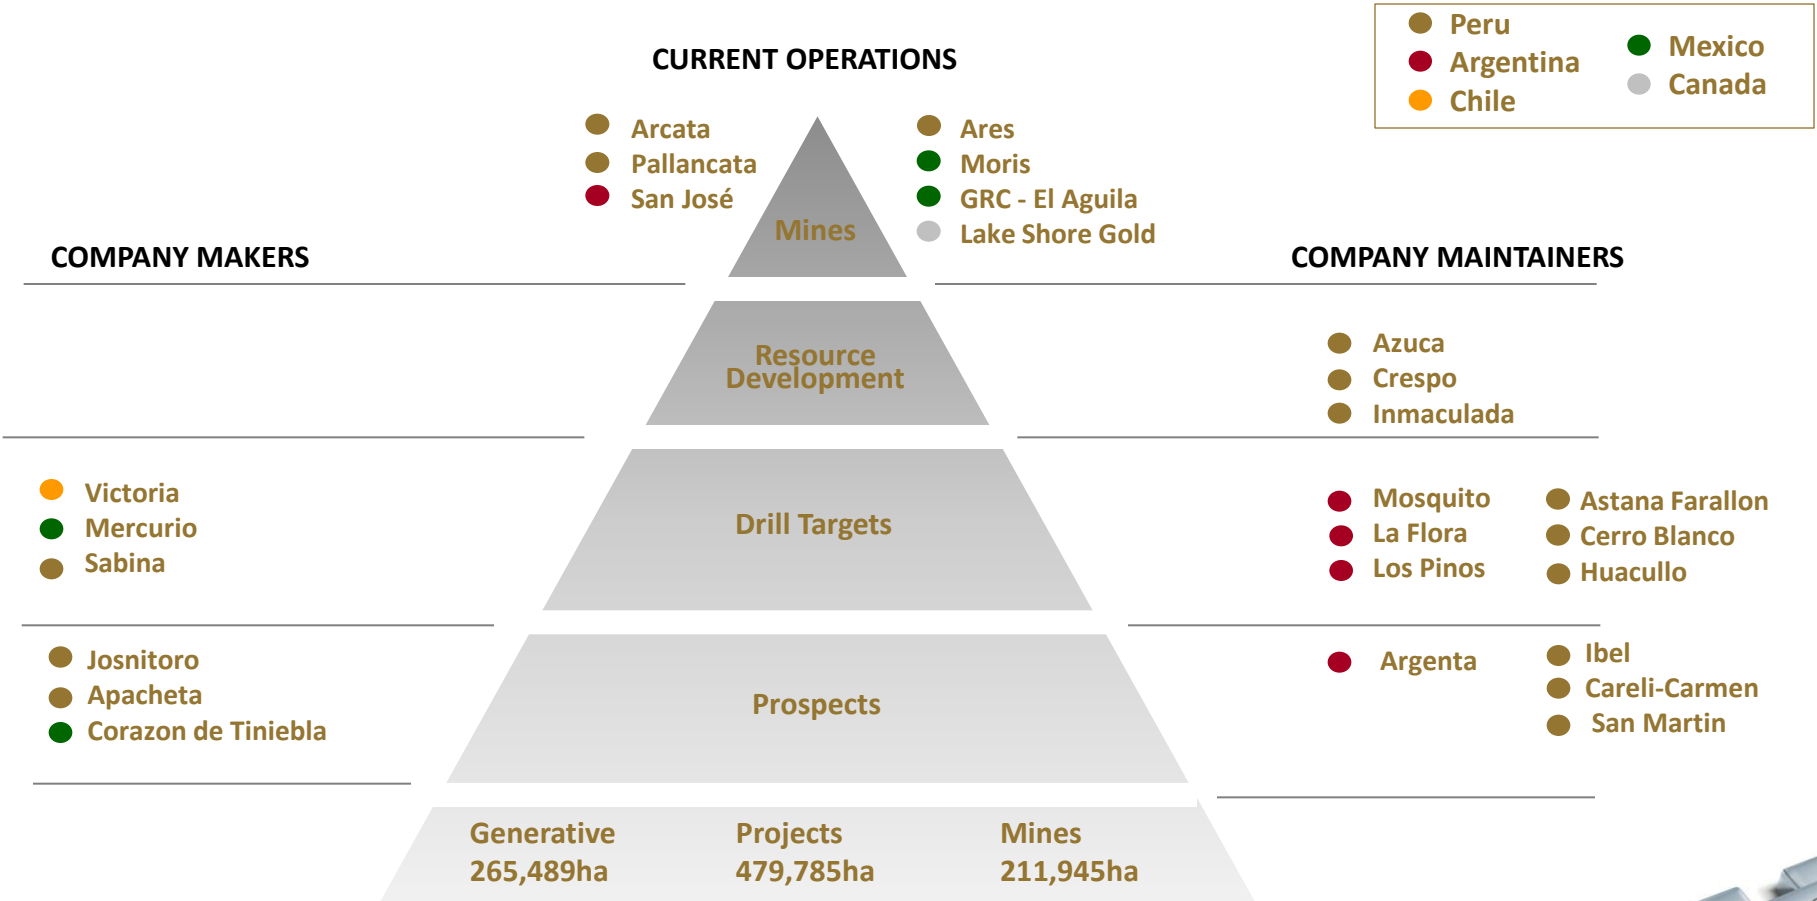 Peru
Argentina
Chile
Mexico
Canada
CURRENT OPERATIONS
Arcata
Pallancata
San José
Ares
Moris
GRC - El Aguila
Lake Shore Gold
Mines
COMPANY MAKERS
COMPANY MAINTAINERS
Resource
Development
Azuca
Crespo
Inmaculada
Victoria
Mercurio
Sabina
Drill Targets
Mosquito
La Flora
Los Pinos
Astana Farallon
Cerro Blanco
Huacullo
Josnitoro
Apacheta
Corazon de Tiniebla
Prospects
Argenta
Ibel
Careli-Carmen
San Martin
Generative
265,489ha
Projects
479,785ha
Mines
211,945ha